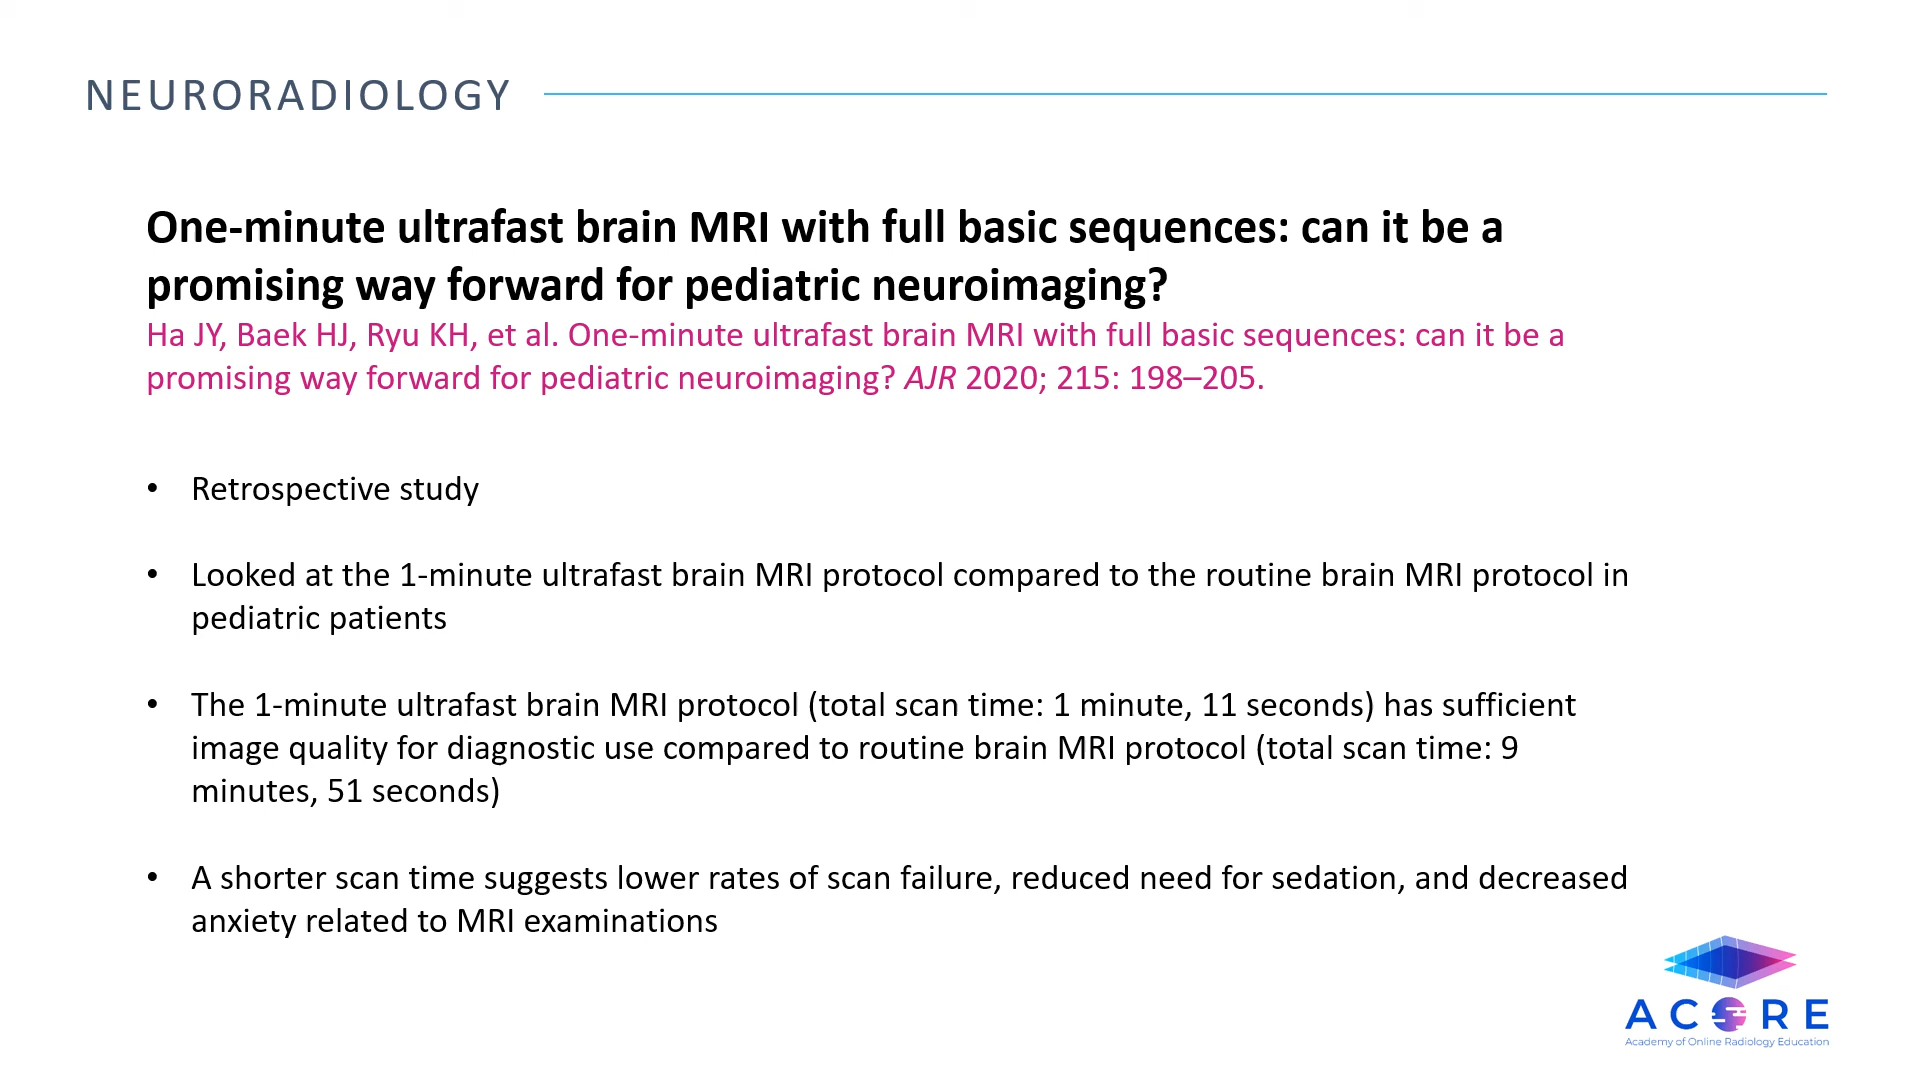 NEURORADIOLOGY
One-minute ultrafast brain MRI with full basic sequences: can it be a
promising way forward for pediatric neuroimaging?
Ha JY, Baek HJ, Ryu KH, et al. One-minute ultrafast brain MRI with full basic sequences: can it be a
promising way forward for pediatric neuroimaging? AJR 2020; 215: 198–205.
• Retrospective study
• Looked at the 1-minute ultrafast brain MRI protocol compared to the routine brain MRI protocol in
pediatric patients
• The 1-minute ultrafast brain MRI protocol (total scan time: 1 minute, 11 seconds) has sufficient
image quality for diagnostic use compared to routine brain MRI protocol (total scan time: 9
minutes, 51 seconds)
• A shorter scan time suggests lower rates of scan failure, reduced need for sedation, and decreased
anxiety related to MRI examinations
ACORE
Academy of Online Radiology Education